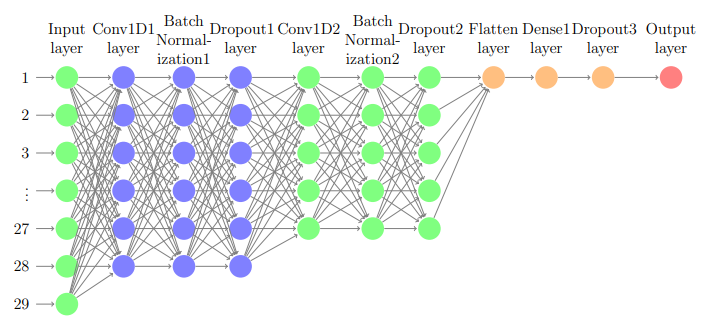 Input layer
Conv1D1 layer
Batch Normal-ization1
Dropout1 layer
Conv1D2 layer
Batch Normal-ization2
Dropout2 layer
Flatten layer
Dense1 layer
Dropout3 layer
Output layer
1
2
3
⋮
27
28
29